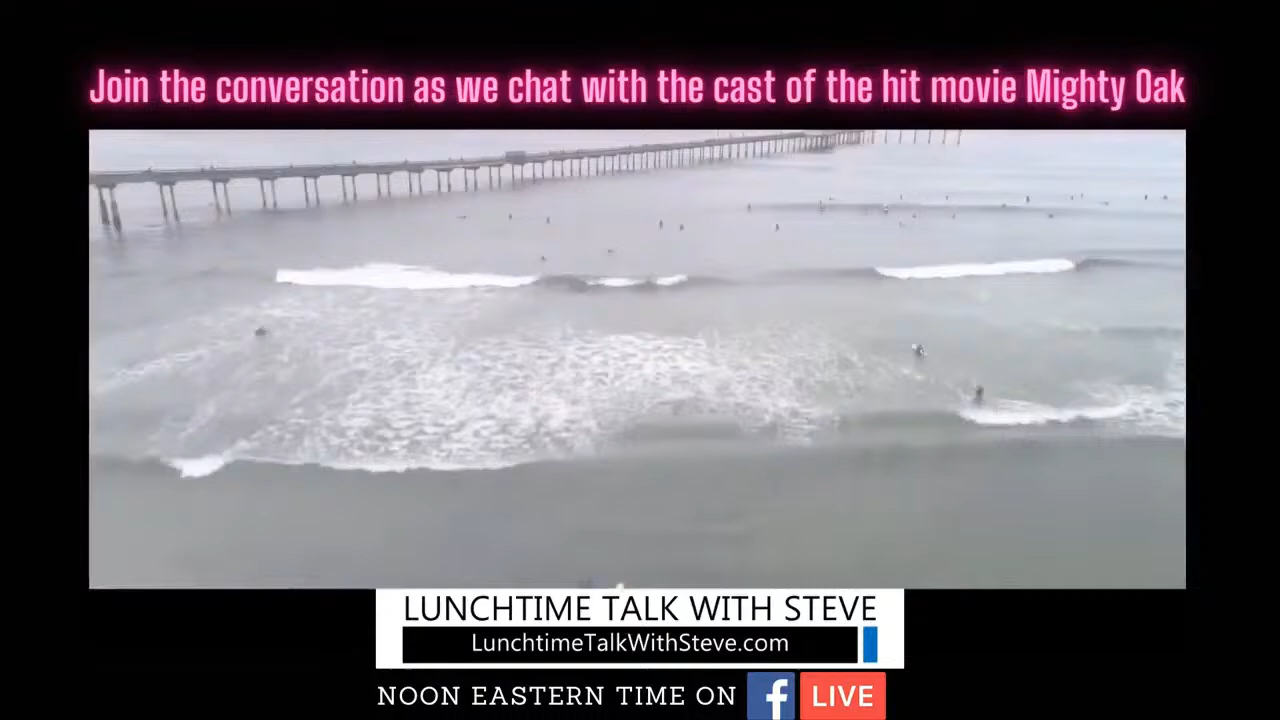 Join the conversation as we chat with the cast of the hit movie Mighty Oak
LUNCHTIME TALK WITH STEVE
LunchtimeTalkWithSteve.com
NOON EASTERN TIME ON f LIVE